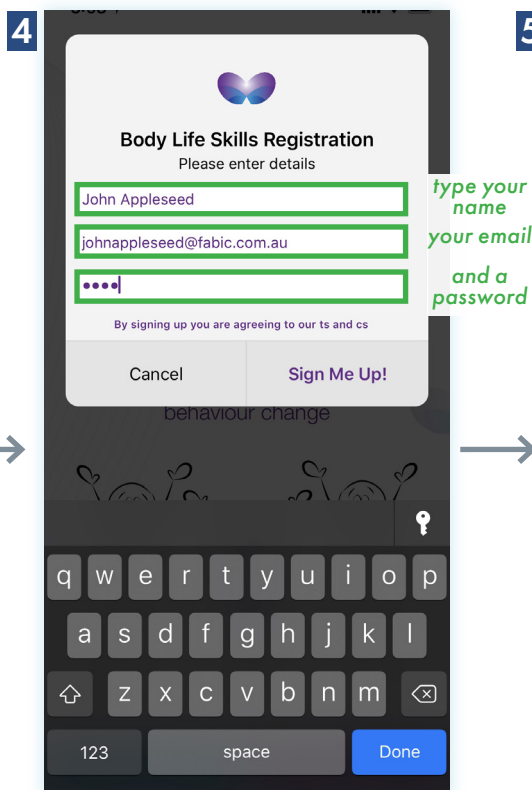 4
5
Body Life Skills Registration
Please enter details
John Appleseed
type your
name
johnappleseed@fabic.com.au
your email
••••
and a
password
By signing up you are agreeing to our ts and cs
Cancel
Sign Me Up!
behaviour change
q w e r t y u i o p
a s d f g h j k l
z x c v b n m
123 space Done